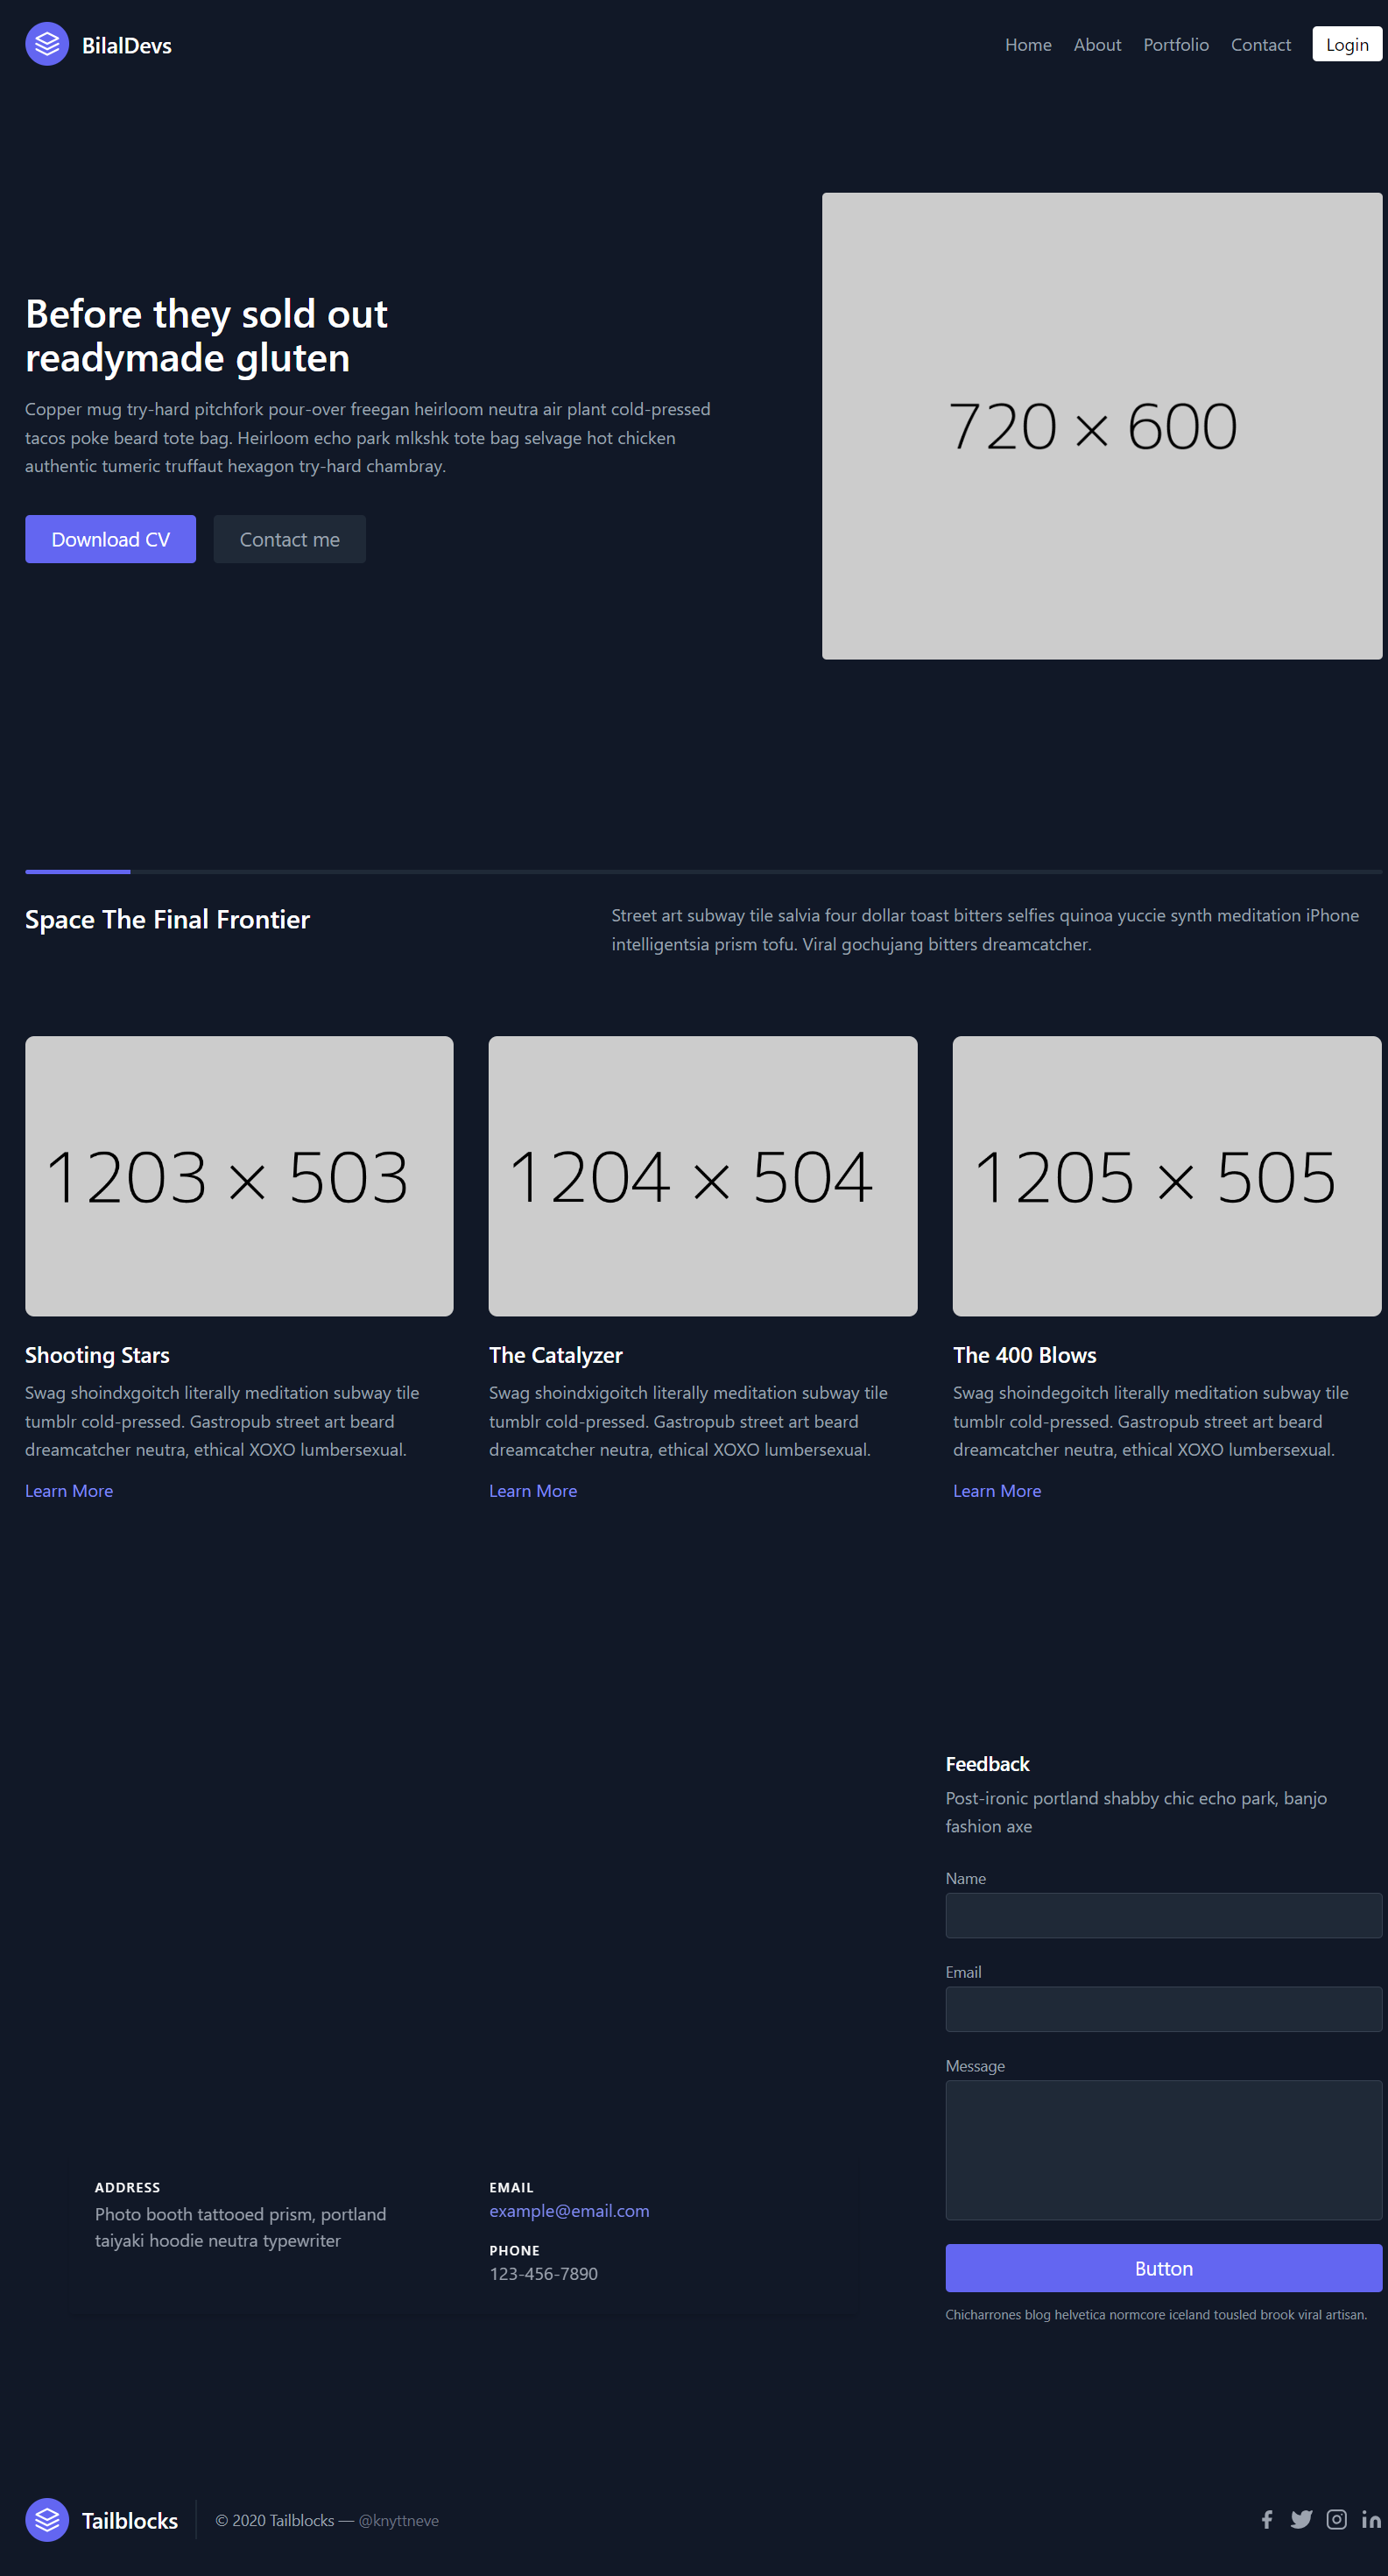 BilalDevs
Home
About
Portfolio
Contact
Login
Before they sold out
readymade gluten
Copper mug try-hard pitchfork pour-over freegan heirloom neutra air plant cold-pressed
tacos poke beard tote bag. Heirloom echo park mlkshk tote bag selvage hot chicken
authentic tumeric truffaut hexagon try-hard chambray.
Download CV
Contact me
720 × 600
Space The Final Frontier
Street art subway tile salvia four dollar toast bitters selfies quinoa yuccie synth meditation iPhone
intelligentsia prism tofu. Viral gochujang bitters dreamcatcher.
1203 × 503
Shooting Stars
Swag shoindxgoitch literally meditation subway tile
tumblr cold-pressed. Gastropub street art beard
dreamcatcher neutra, ethical XOXO lumbersexual.
Learn More
1204 × 504
The Catalyzer
Swag shoindxigoitch literally meditation subway tile
tumblr cold-pressed. Gastropub street art beard
dreamcatcher neutra, ethical XOXO lumbersexual.
Learn More
1205 × 505
The 400 Blows
Swag shoindegoitch literally meditation subway tile
tumblr cold-pressed. Gastropub street art beard
dreamcatcher neutra, ethical XOXO lumbersexual.
Learn More
ADDRESS
Photo booth tattooed prism, portland
taiyaki hoodie neutra typewriter
EMAIL
example@email.com
PHONE
123-456-7890
Feedback
Post-ironic portland shabby chic echo park, banjo
fashion axe
Name
Email
Message
Button
Chicharrones blog helvetica normcore iceland tousled brook viral artisan.
Tailblocks
© 2020 Tailblocks — @knyttneve